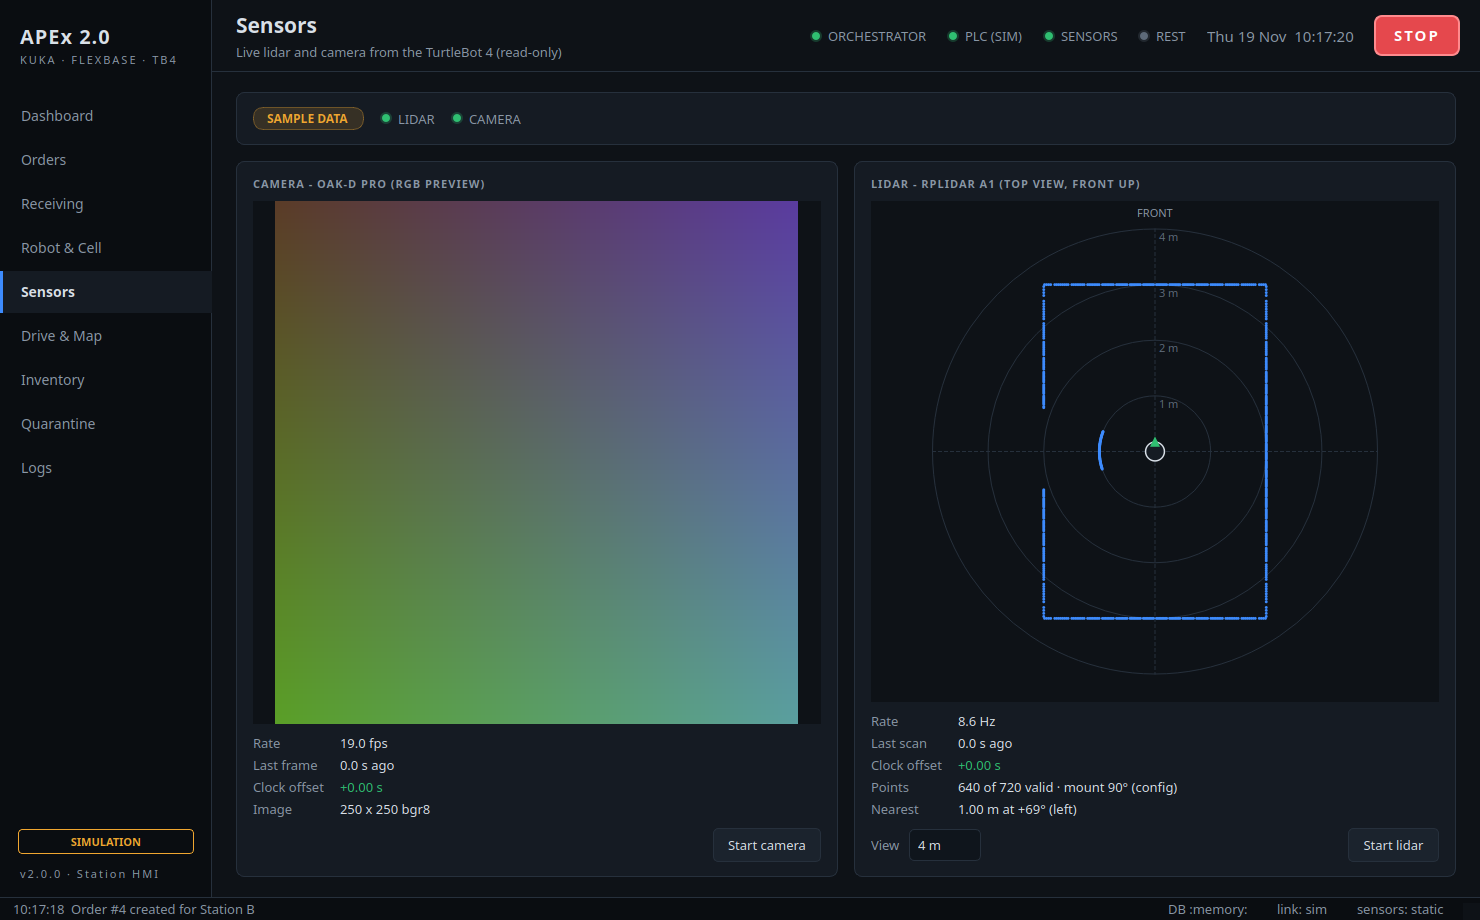 APEx 2.0
KUKA · FLEXBASE · TB4
Dashboard
Orders
Receiving
Robot & Cell
Sensors
Drive & Map
Inventory
Quarantine
Logs
SIMULATION
v2.0.0 · Station HMI
Sensors
Live lidar and camera from the TurtleBot 4 (read-only)
ORCHESTRATOR
PLC (SIM)
SENSORS
REST
Thu 19 Nov 10:17:20
STOP
SAMPLE DATA
LIDAR
CAMERA
CAMERA - OAK-D PRO (RGB PREVIEW)
Rate 19.0 fps
Last frame 0.0 s ago
Clock offset +0.00 s
Image 250 x 250 bgr8
Start camera
LIDAR - RPLIDAR A1 (TOP VIEW, FRONT UP)
FRONT
4 m
3 m
2 m
1 m
Rate 8.6 Hz
Last scan 0.0 s ago
Clock offset +0.00 s
Points 640 of 720 valid · mount 90° (config)
Nearest 1.00 m at +69° (left)
View 4 m
Start lidar
10:17:18 Order #4 created for Station B
DB :memory:
link: sim
sensors: static